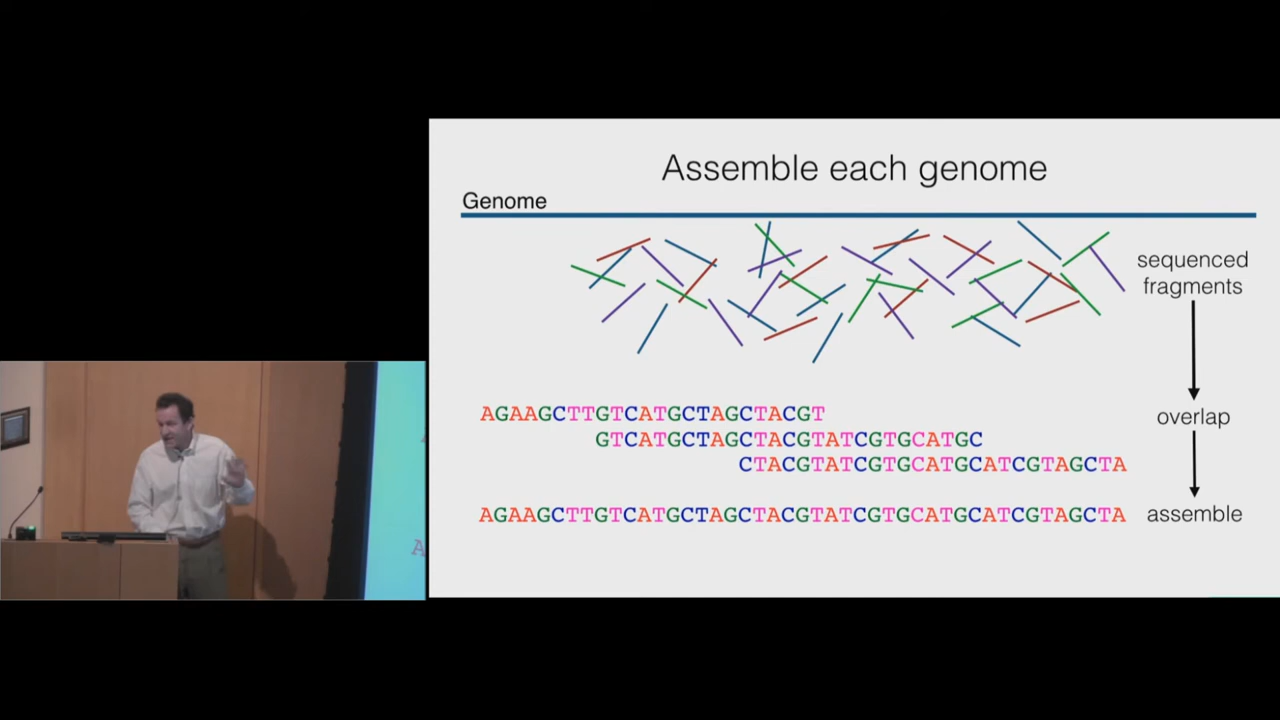 Assemble each genome
Genome
sequenced
fragments
AGAAGCTTGTCATGCTAGCTACGT
overlap
GTCATGCTAGCTACGTATCGTGCATGC
CTACGTATCGTGCATGCATCGTAGCTA
AGAAGCTTGTCATGCTAGCTACGTATCGTGCATGCATCGTAGCTA
assemble
A